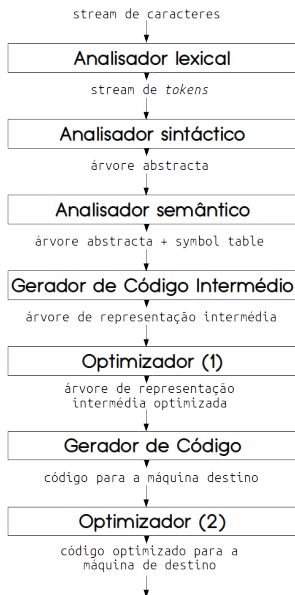 stream de caracteres
Analisador lexical
stream de tokens
Analisador sintáctico
árvore abstracta
Analisador semântico
árvore abstracta + symbol table
Gerador de Código Intermédio
árvore de representação intermédia
Optimizador (1)
árvore de representação
intermédia optimizada
Gerador de Código
código para a máquina destino
Optimizador (2)
código optimizado para a
máquina de destino